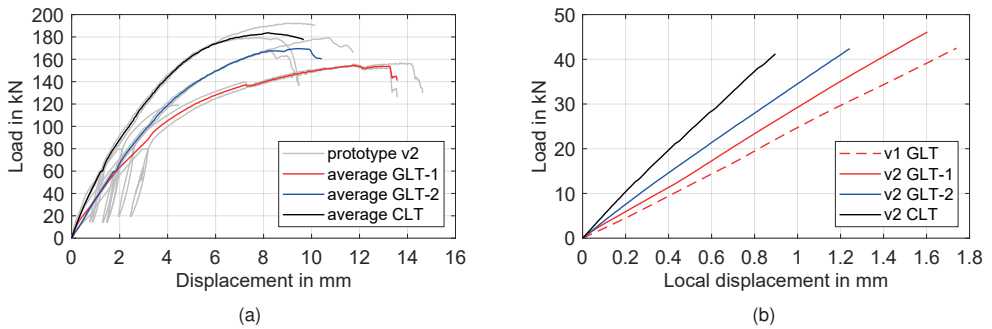 200
180
160
140
120
100
80
60
40
20
0
Load in kN
0 2 4 6 8 10 12 14 16
Displacement in mm
prototype v2
average GLT-1
average GLT-2
average CLT
(a)
50
40
30
20
10
0
Load in kN
0 0.2 0.4 0.6 0.8 1.0 1.2 1.4 1.6 1.8
Local displacement in mm
v1 GLT
v2 GLT-1
v2 GLT-2
v2 CLT
(b)